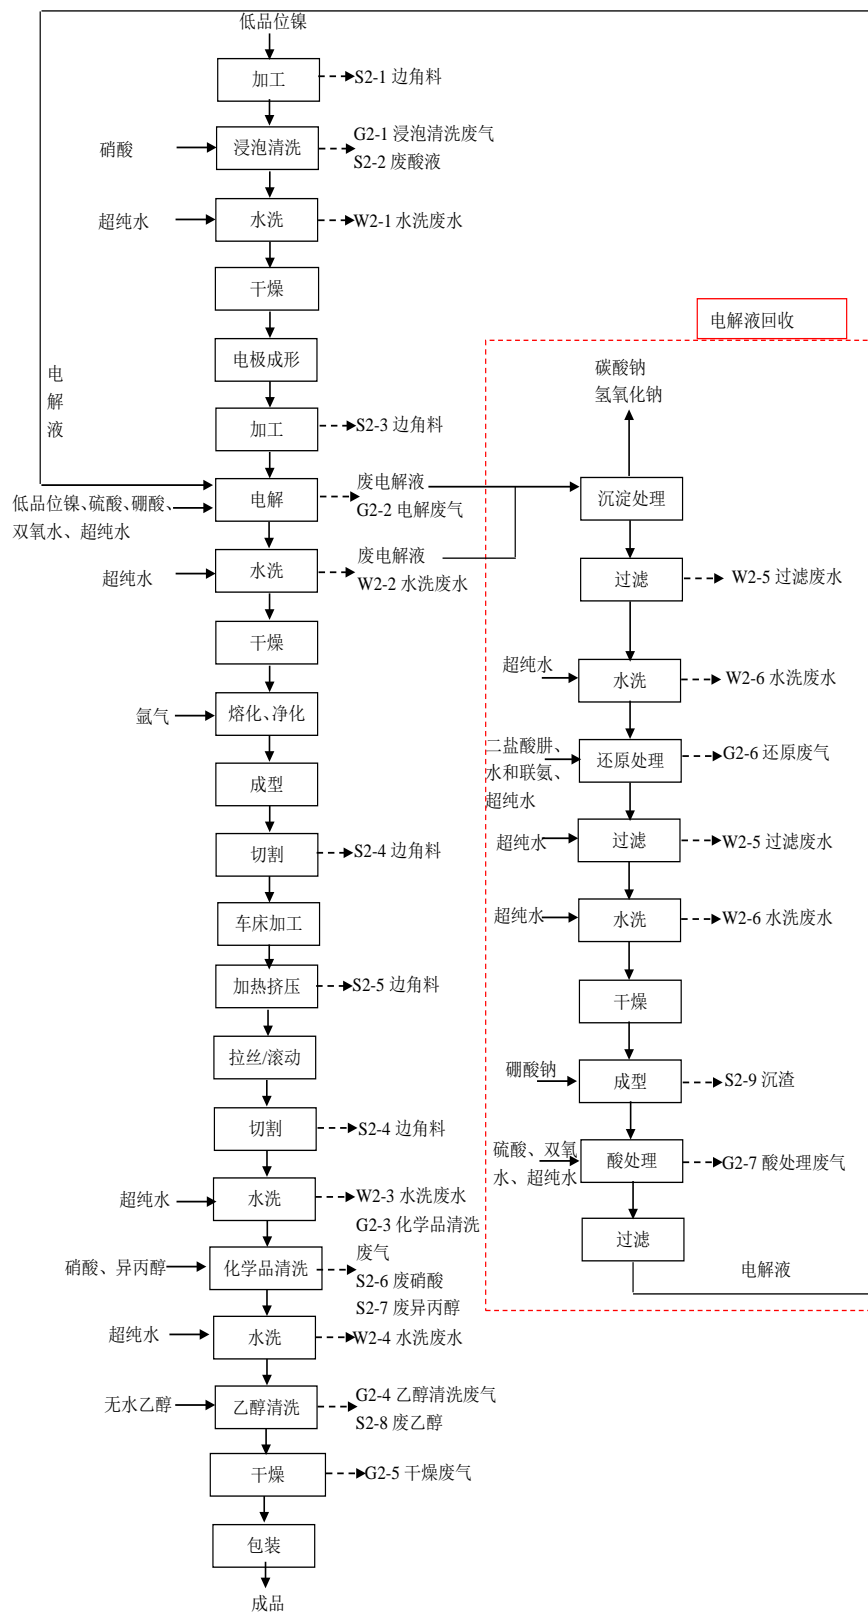 低品位镍
加工
S2-1 边角料
硝酸
浸泡清洗
G2-1 浸泡清洗废气
S2-2 废酸液
超纯水
水洗
W2-1 水洗废水
干燥
电极成形
加工
S2-3 边角料
电
解
液
低品位镍、硫酸、硼酸、
双氧水、超纯水
电解
废电解液
G2-2 电解废气
超纯水
水洗
废电解液
W2-2 水洗废水
干燥
氩气
熔化、净化
成型
切割
S2-4 边角料
车床加工
加热挤压
S2-5 边角料
拉丝/滚动
切割
S2-4 边角料
超纯水
水洗
W2-3 水洗废水
硝酸、异丙醇
化学品清洗
G2-3 化学品清洗
废气
S2-6 废硝酸
S2-7 废异丙醇
超纯水
水洗
W2-4 水洗废水
无水乙醇
乙醇清洗
G2-4 乙醇清洗废气
S2-8 废乙醇
干燥
G2-5 干燥废气
包装
成品
电解液回收
碳酸钠
氢氧化钠
沉淀处理
过滤
W2-5 过滤废水
超纯水
水洗
W2-6 水洗废水
二盐酸肼、
水和联氨、
超纯水
还原处理
G2-6 还原废气
超纯水
过滤
W2-5 过滤废水
超纯水
水洗
W2-6 水洗废水
干燥
硼酸钠
成型
S2-9 沉渣
硫酸、双氧
水、超纯水
酸处理
G2-7 酸处理废气
过滤
电解液